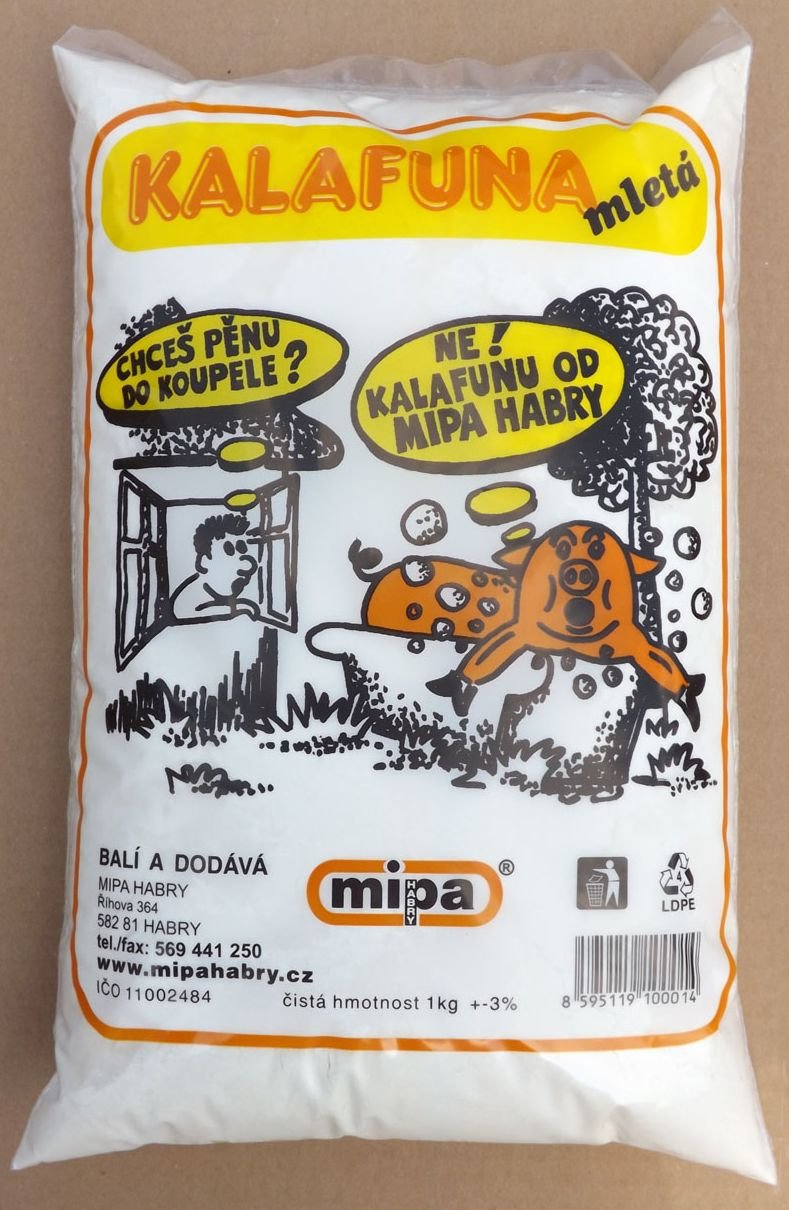 KALAFUNA
mletá
CHCEŠ PĚNU
DO KOUPELE?
NE!
KALAFUNU OD
MIPA HABRY
BALÍ A DODÁVÁ
MIPA HABRY
Říhova 364
582 81 HABRY
tel./fax: 569 441 250
www.mipahabry.cz
IČO 11002484
mipa
HABRY
®
čistá hmotnost 1kg +-3%
4
LDPE
8 595119 100014